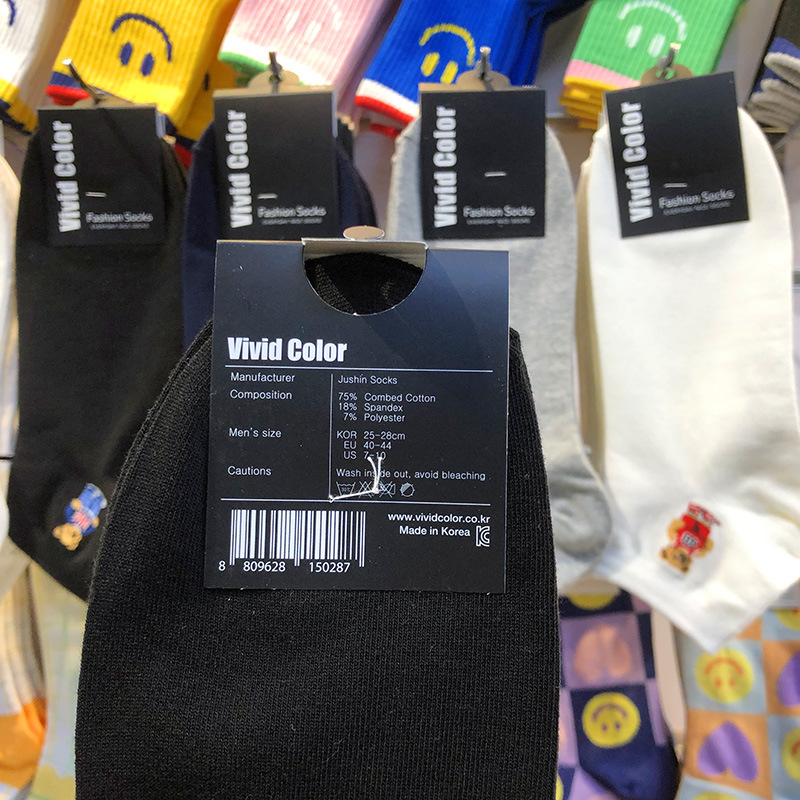 Vivid Color
Fashion Socks
Vivid Color
Fashion Socks
Vivid Color
Fashion Socks
Vivid Color
Fashion Socks
Vivid Color
Manufacturer Jushin Socks
Composition 75% Combed Cotton
18% Spandex
7% Polyester
Men's size KOR 25-28cm
EU 40-44
US 7-10
Cautions Wash inside out, avoid bleaching
www.vividcolor.co.kr
Made in Korea
8 809628 150287